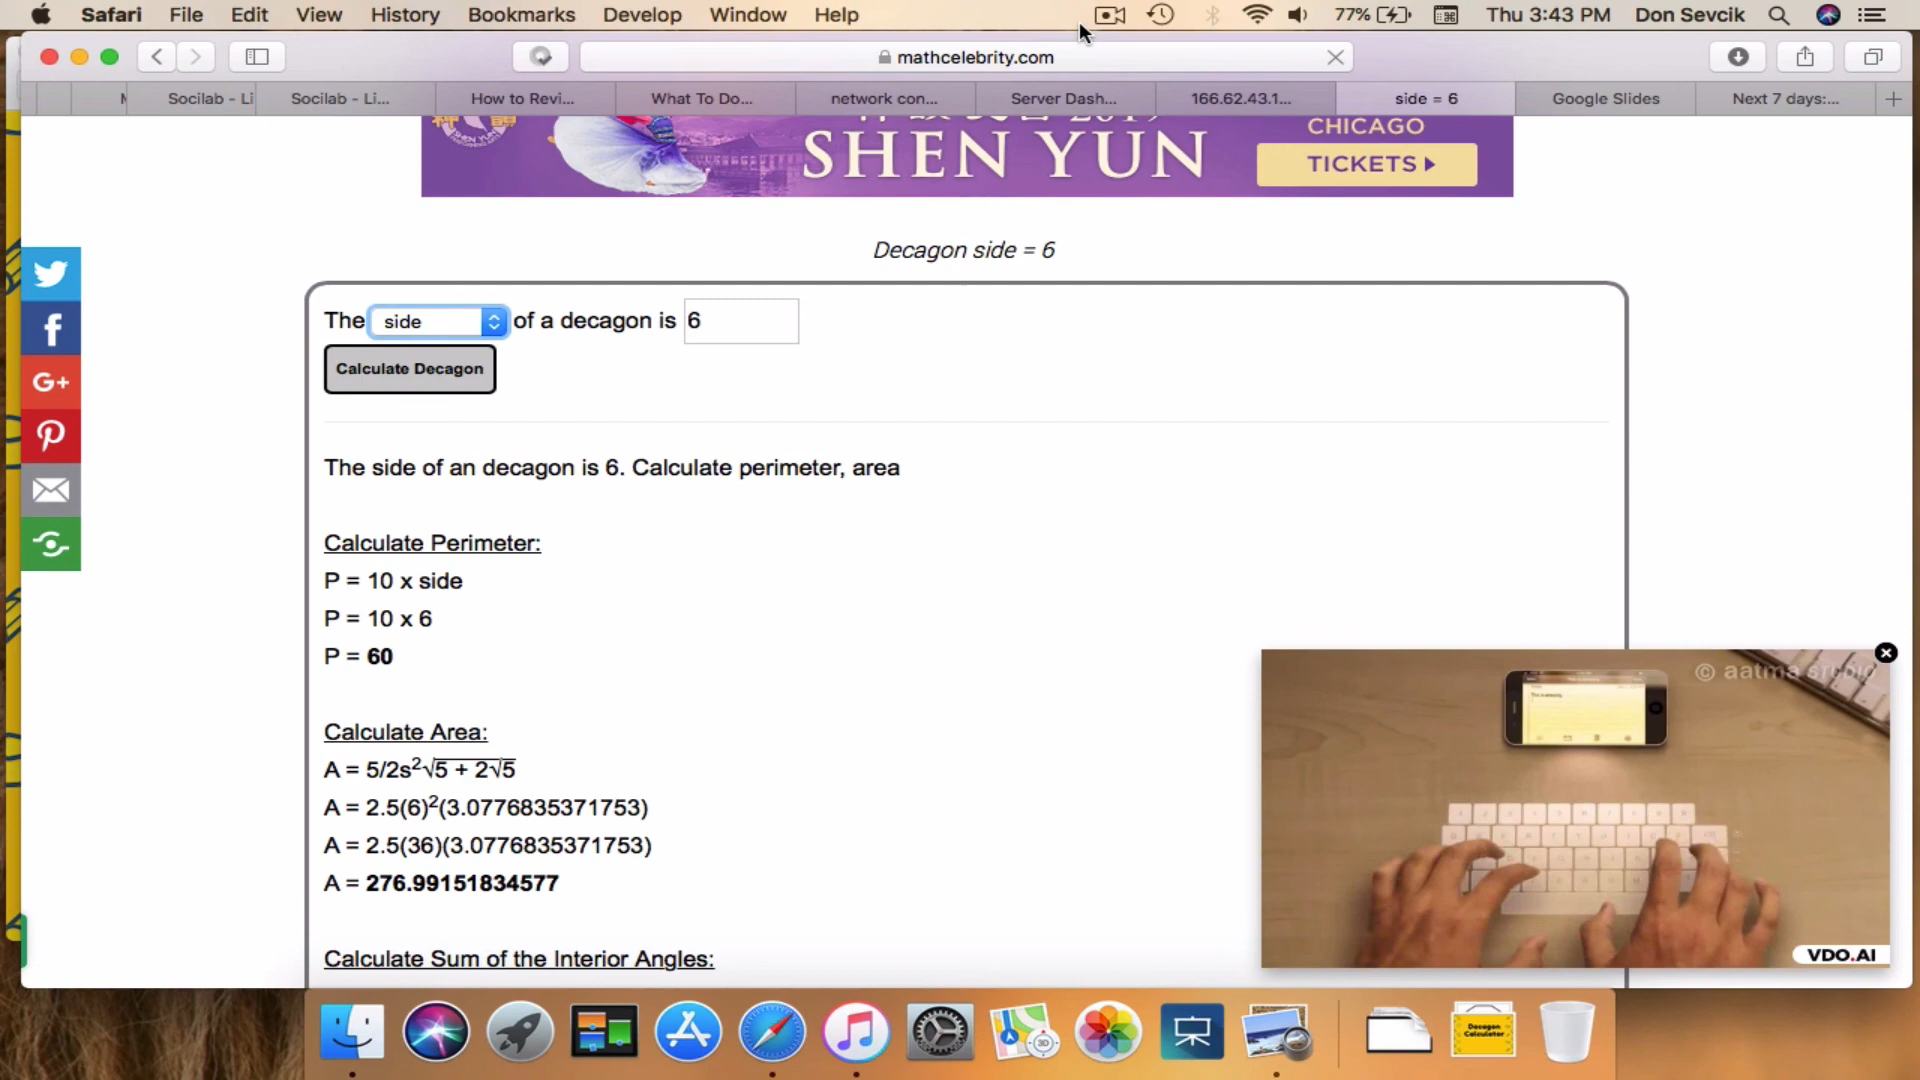 Safari File Edit View History Bookmarks Develop Window Help 77% Thu 3:43 PM Don Sevcik
mathcelebrity.com
Socilab - Li Socilab - Li... How to Revi... What To Do... network con... Server Dash... 166.62.43.1... side = 6 Google Slides Next 7 days:... +
SHEN YUN
CHICAGO
TICKETS
Decagon side = 6
The side of a decagon is 6
Calculate Decagon
The side of an decagon is 6. Calculate perimeter, area
Calculate Perimeter:
P = 10 x side
P = 10 x 6
P = 60
Calculate Area:
A = 5/2s²√5 + 2√5
A = 2.5(6)²(3.0776835371753)
A = 2.5(36)(3.0776835371753)
A = 276.99151834577
Calculate Sum of the Interior Angles:
G+
© aatma studio
VDO.AI
3D
Decagon
Calculator